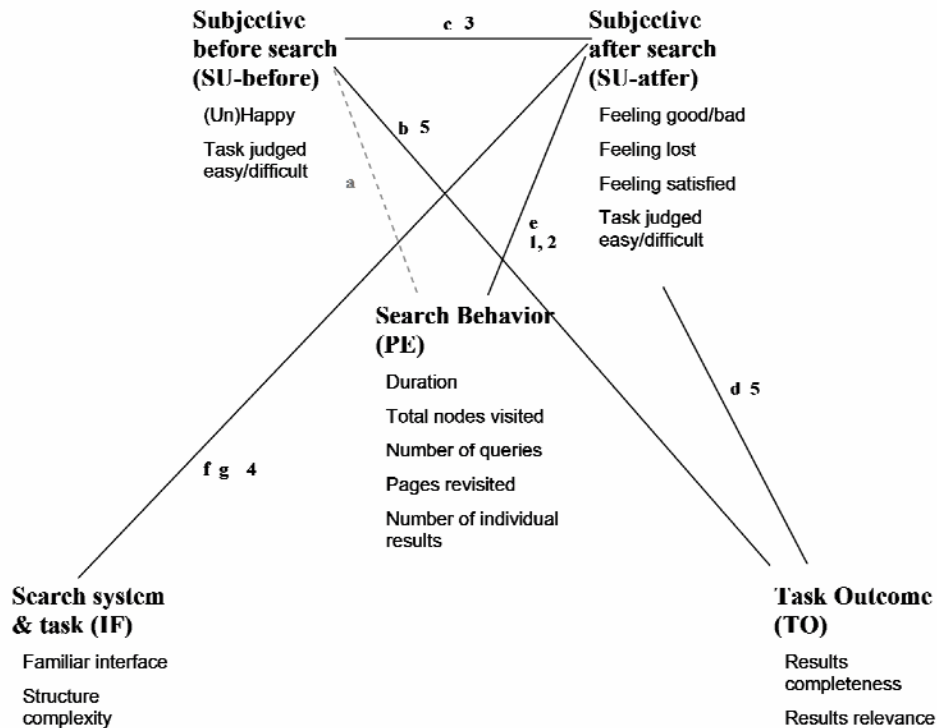 Subjective
before search
(SU-before)
(Un)Happy
Task judged
easy/difficult
c 3
Subjective
after search
(SU-atfer)
Feeling good/bad
Feeling lost
Feeling satisfied
Task judged
easy/difficult
b 5
a
e
1, 2
Search Behavior
(PE)
Duration
Total nodes visited
Number of queries
Pages revisited
Number of individual
results
d 5
f g 4
Search system
& task (IF)
Familiar interface
Structure
complexity
Task Outcome
(TO)
Results
completeness
Results relevance